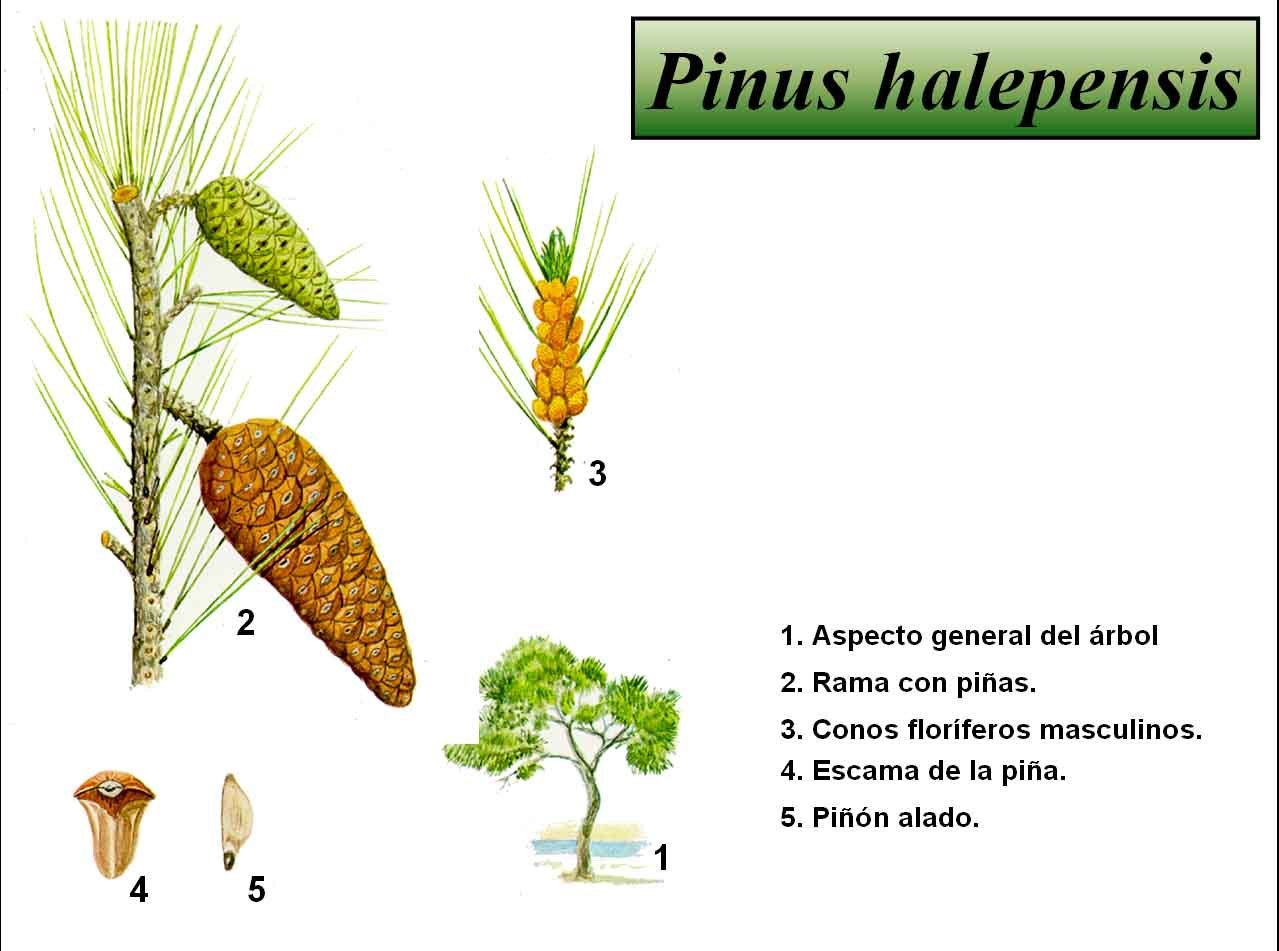 Pinus halepensis
3
2
1. Aspecto general del árbol
2. Rama con piñas.
3. Conos floríferos masculinos.
4. Escama de la piña.
5. Piñón alado.
1
4
5